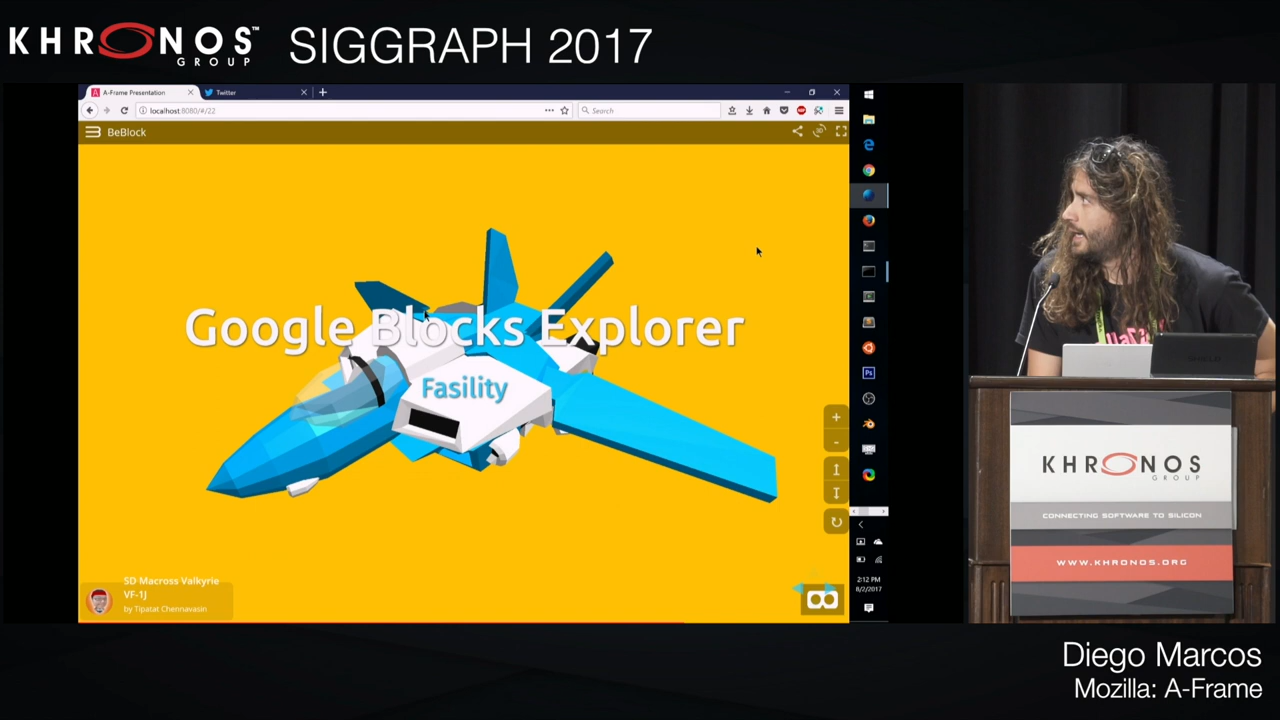 KHRONOS™
GROUP
SIGGRAPH 2017
A-Frame Presentation
Twitter
localhost:8080/#/22
Search
BeBlock
Google Blocks Explorer
Fasility
SD Macross Valkyrie
VF-1J
by Tipatat Chennavasin
2:12 PM
8/2/2017
SHIELD
KHRONOS
GROUP
CONNECTING SOFTWARE TO SILICON
WWW.KHRONOS.ORG
Diego Marcos
Mozilla: A-Frame